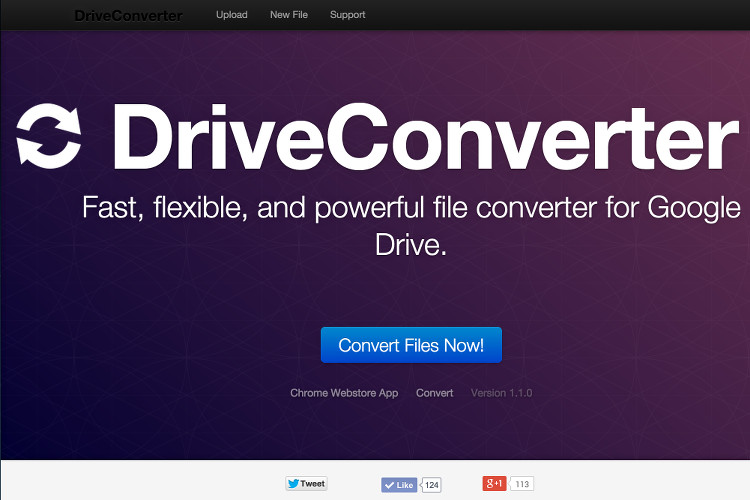 DriveConverter Upload New File Support
DriveConverter
Fast, flexible, and powerful file converter for Google
Drive.
Convert Files Now!
Chrome Webstore App Convert Version 1.1.0
Tweet Like 124 g+1 113